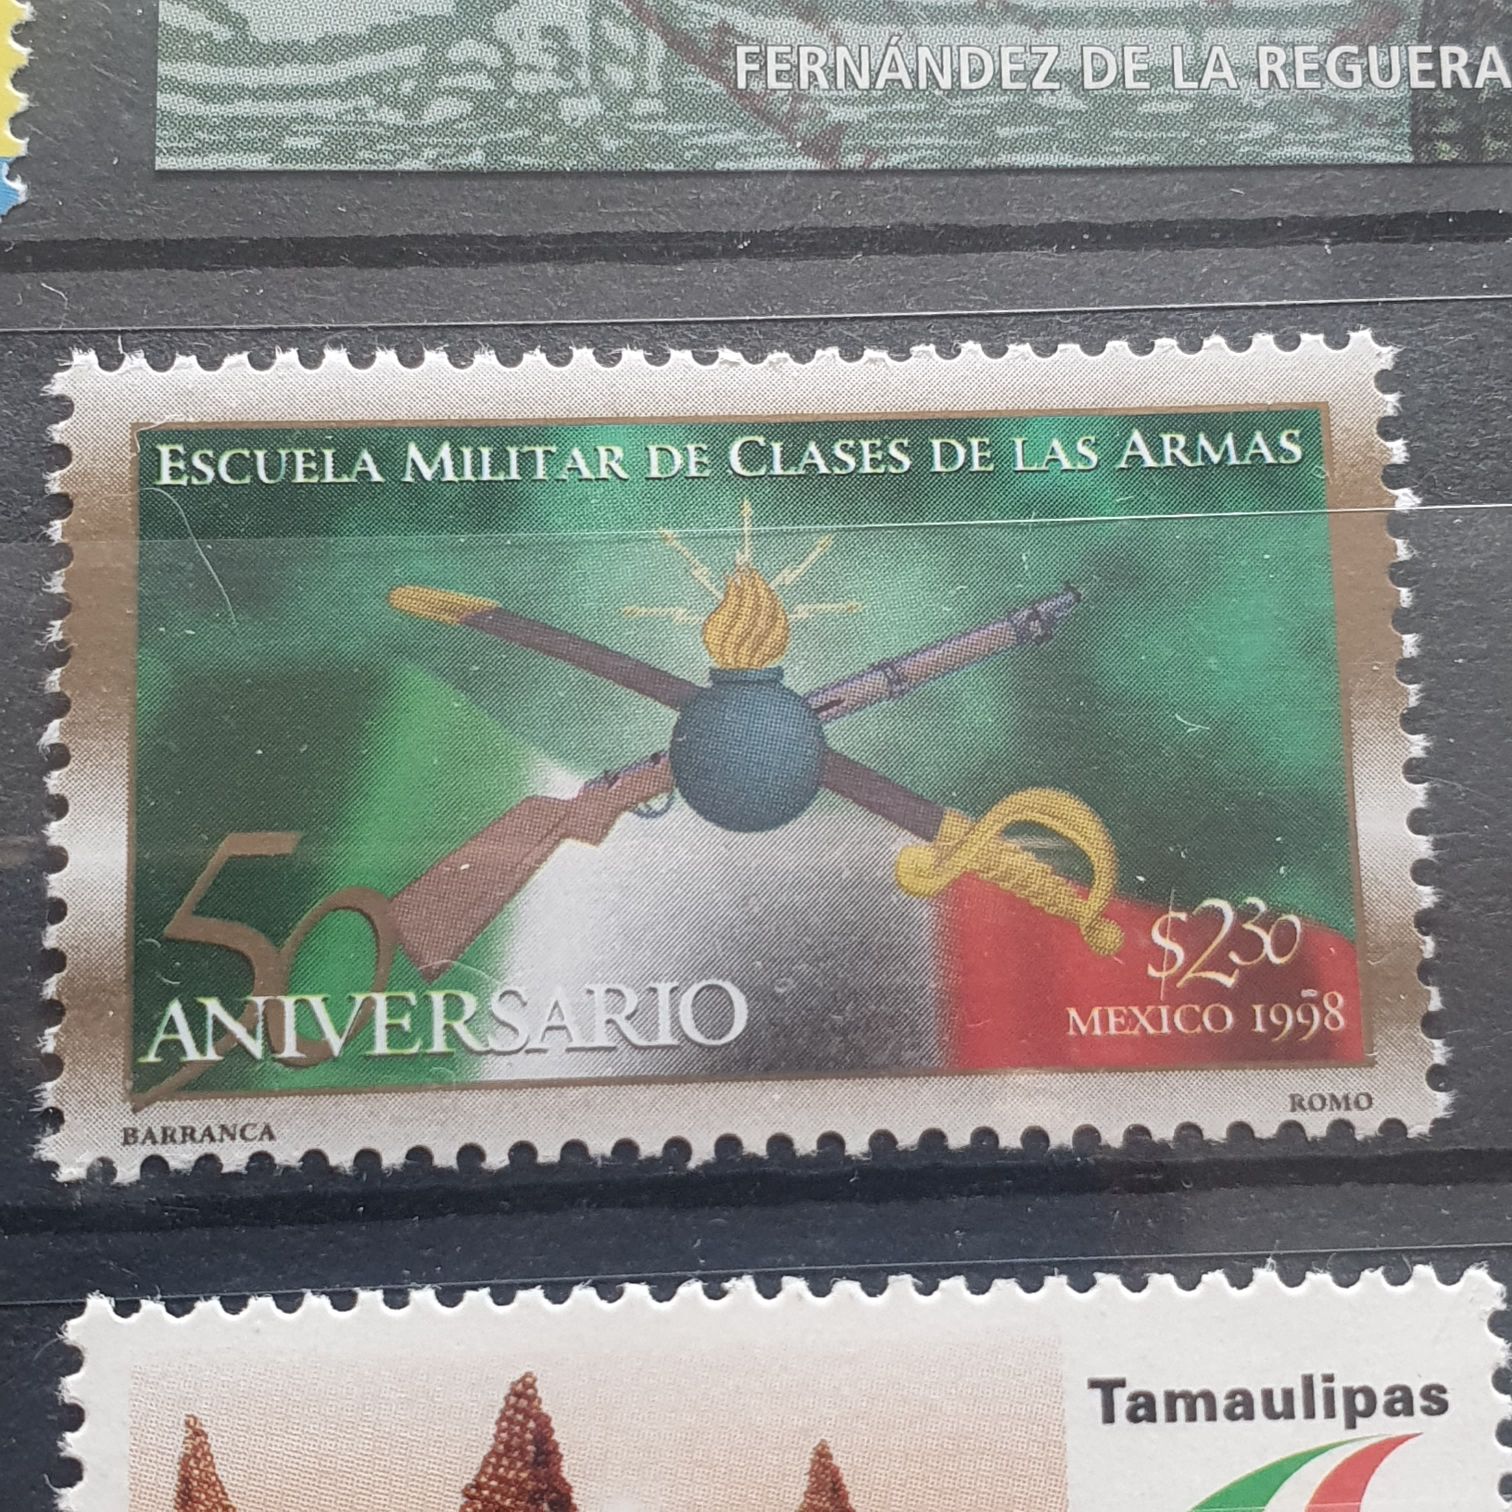 FERNÁNDEZ DE LA REGUERA
ESCUELA MILITAR DE CLASES DE LAS ARMAS
50
ANIVERSARIO
$2.30
MEXICO 1998
BARRANCA
ROMO
Tamaulipas